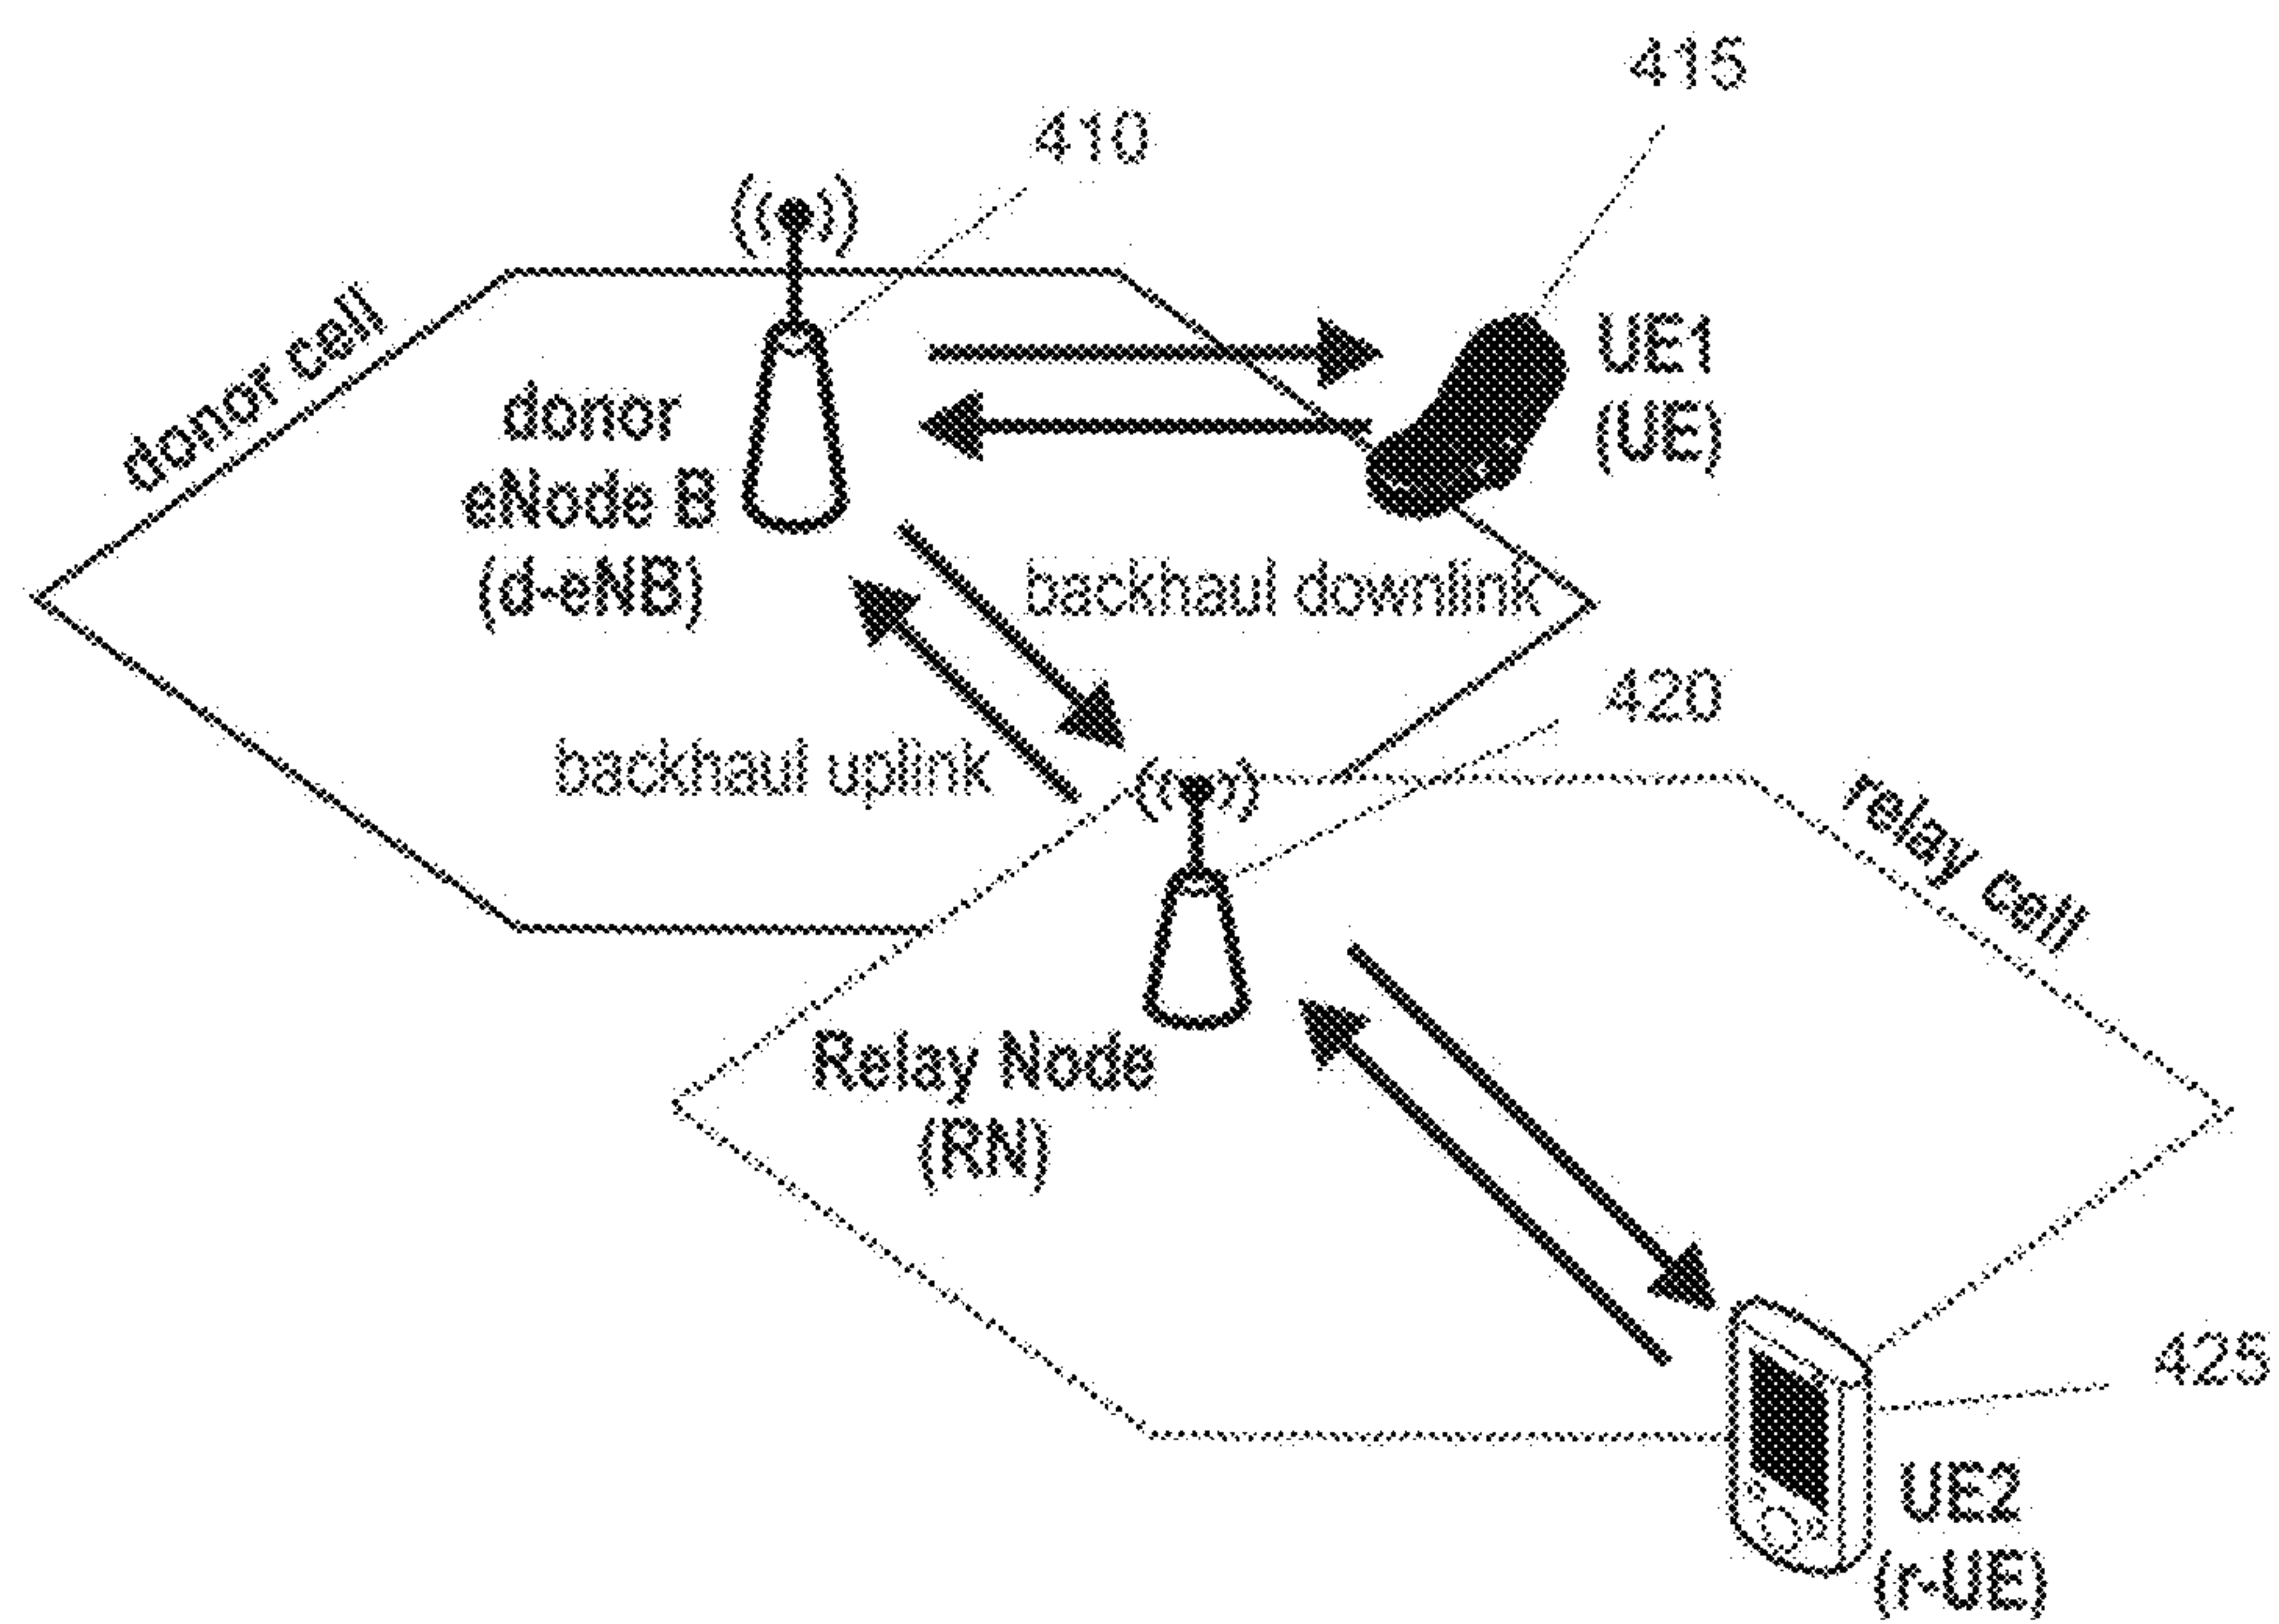 415
410
donor cell
UE1
(UE)
donor
eNode B
(d-eNB)
backhaul downlink
420
backhaul uplink
relay cell
Relay Node
(RN)
425
UE2
(r-UE)